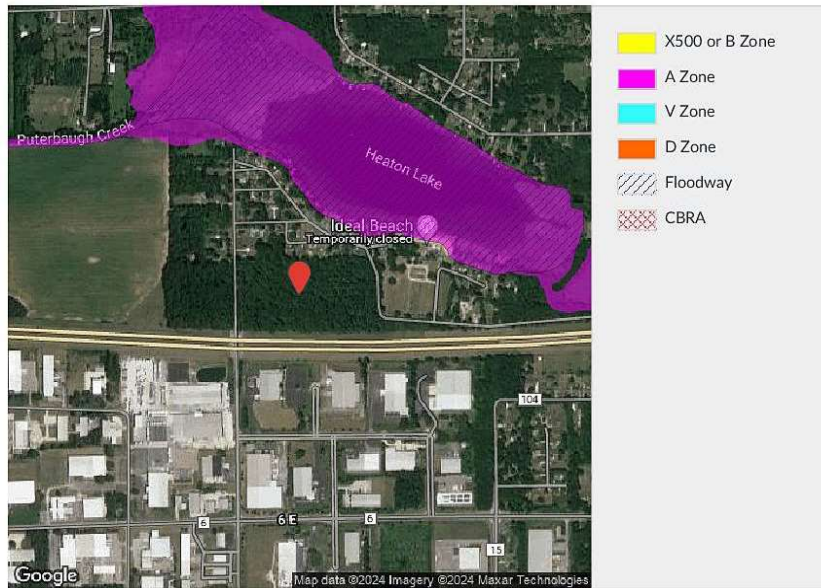 Puterbaugh Creek
Heaton Lake
Ideal Beach
Temporarily closed
104
6
6 E
6
15
Google
Map data ©2024 Imagery ©2024 Maxar Technologies
X500 or B Zone
A Zone
V Zone
D Zone
Floodway
CBRA